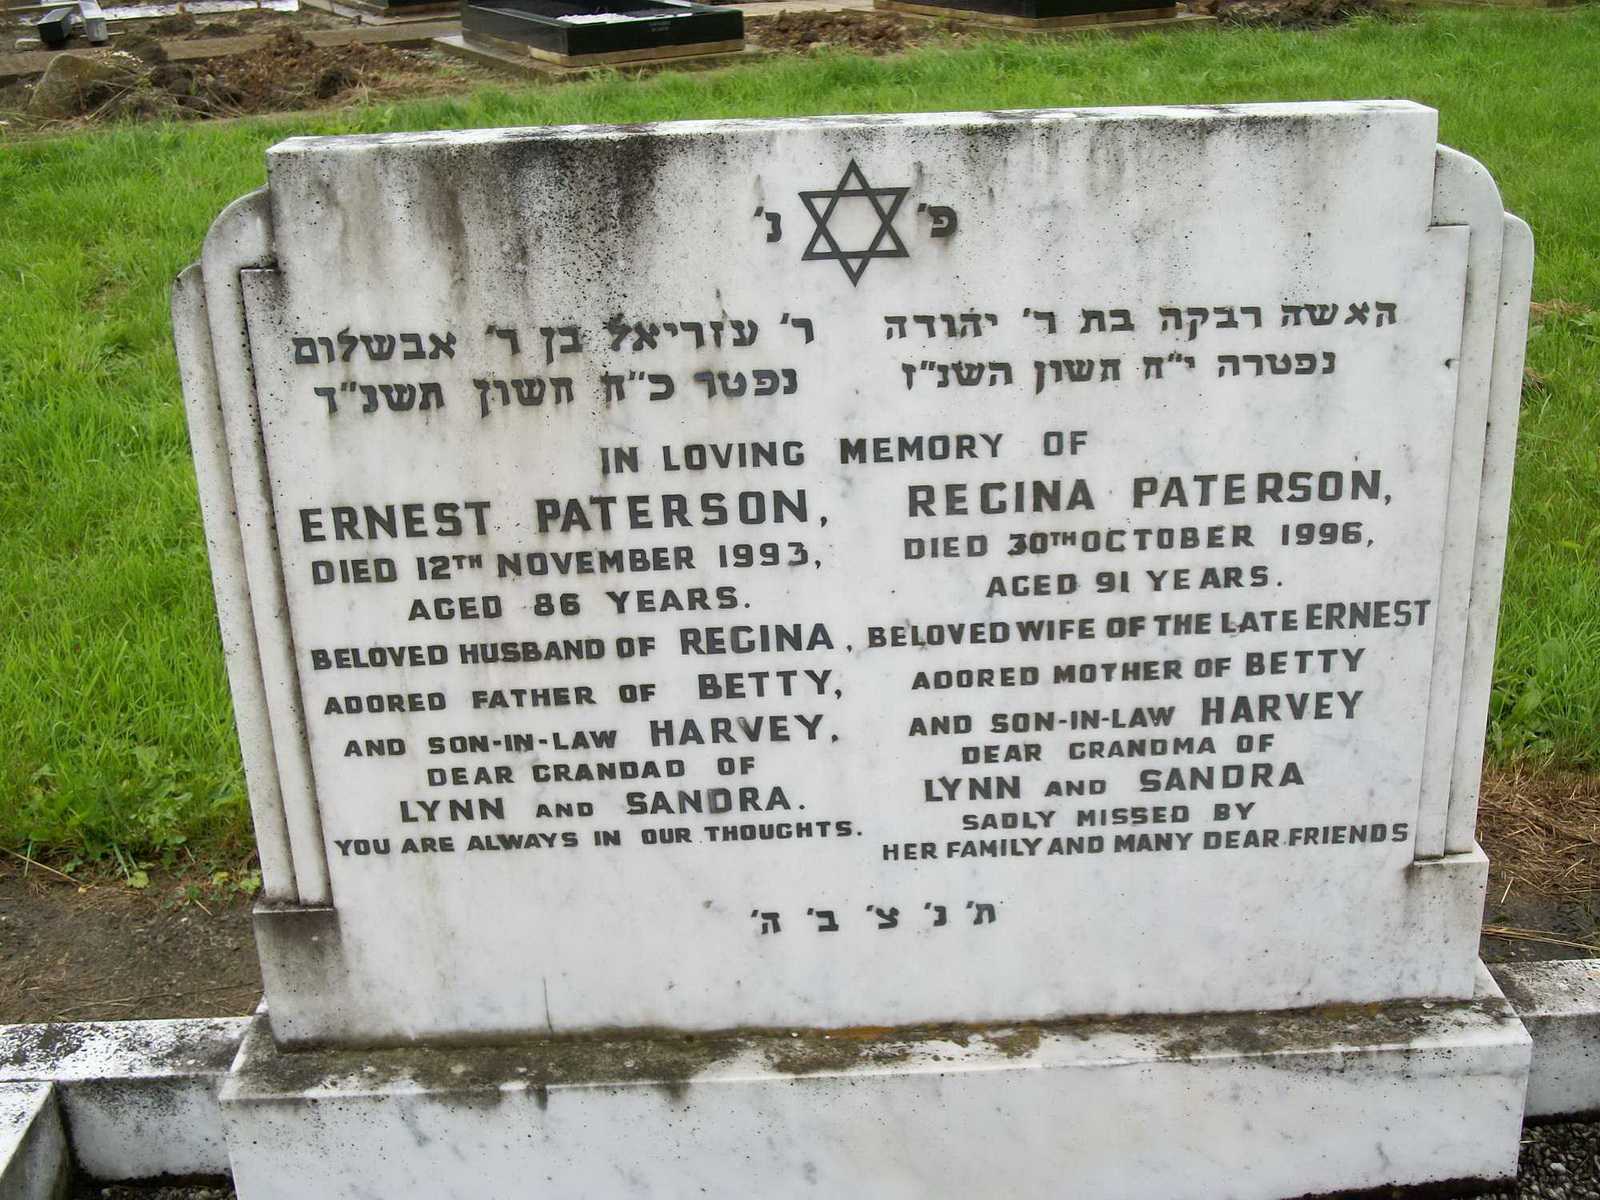 פ' נ'
האשה רבקה בת ר' יהודה
נפטרה י"ח חשון השנ"ז
ר' עזריאל בן ר' אבשלום
נפטר כ"ח חשון תשנ"ד
IN LOVING MEMORY OF
ERNEST PATERSON,
DIED 12TH NOVEMBER 1993,
AGED 86 YEARS.
BELOVED HUSBAND OF REGINA,
ADORED FATHER OF BETTY,
AND SON-IN-LAW HARVEY.
DEAR GRANDAD OF
LYNN AND SANDRA.
YOU ARE ALWAYS IN OUR THOUGHTS.
REGINA PATERSON,
DIED 30TH OCTOBER 1996,
AGED 91 YEARS.
BELOVED WIFE OF THE LATE ERNEST
ADORED MOTHER OF BETTY
AND SON-IN-LAW HARVEY
DEAR GRANDMA OF
LYNN AND SANDRA
SADLY MISSED BY
HER FAMILY AND MANY DEAR FRIENDS
ת' נ' צ' ב' ה'